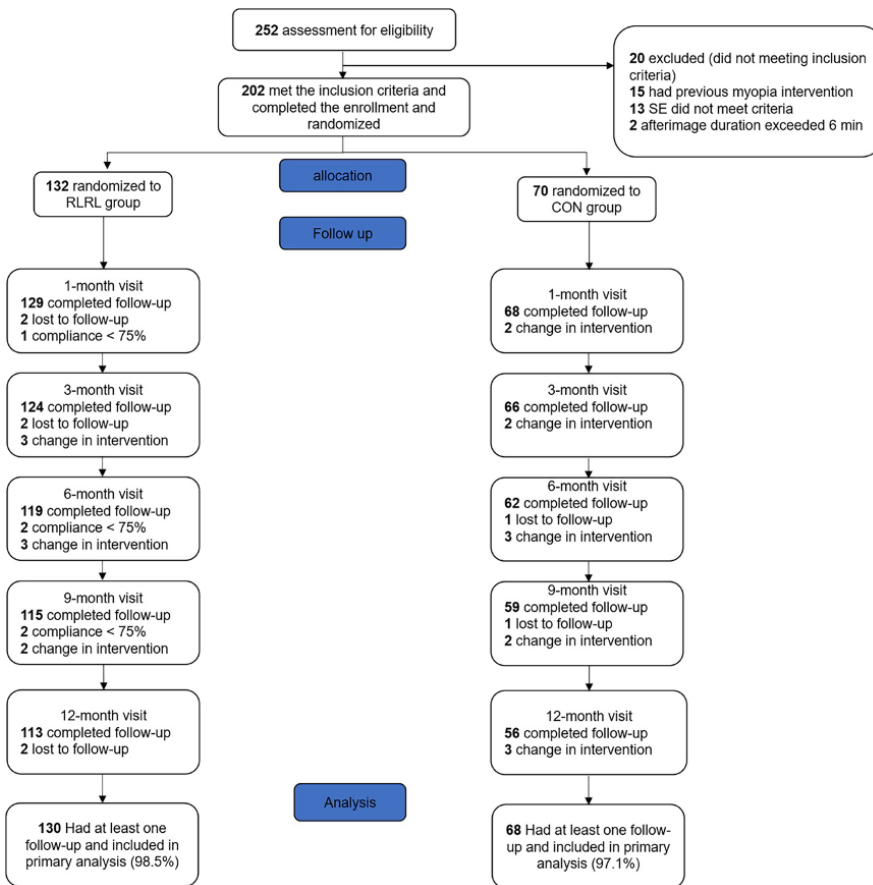 252 assessment for eligibility
20 excluded (did not meeting inclusion
criteria)
15 had previous myopia intervention
13 SE did not meet criteria
2 afterimage duration exceeded 6 min
202 met the inclusion criteria and
completed the enrollment and
randomized
allocation
132 randomized to
RLRL group
70 randomized to
CON group
Follow up
1-month visit
129 completed follow-up
2 lost to follow-up
1 compliance < 75%
1-month visit
68 completed follow-up
2 change in intervention
3-month visit
124 completed follow-up
2 lost to follow-up
3 change in intervention
3-month visit
66 completed follow-up
2 change in intervention
6-month visit
119 completed follow-up
2 compliance < 75%
3 change in intervention
6-month visit
62 completed follow-up
1 lost to follow-up
3 change in intervention
9-month visit
115 completed follow-up
2 compliance < 75%
2 change in intervention
9-month visit
59 completed follow-up
1 lost to follow-up
2 change in intervention
12-month visit
113 completed follow-up
2 lost to follow-up
12-month visit
56 completed follow-up
3 change in intervention
Analysis
130 Had at least one
follow-up and included in
primary analysis (98.5%)
68 Had at least one follow-
up and included in primary
analysis (97.1%)